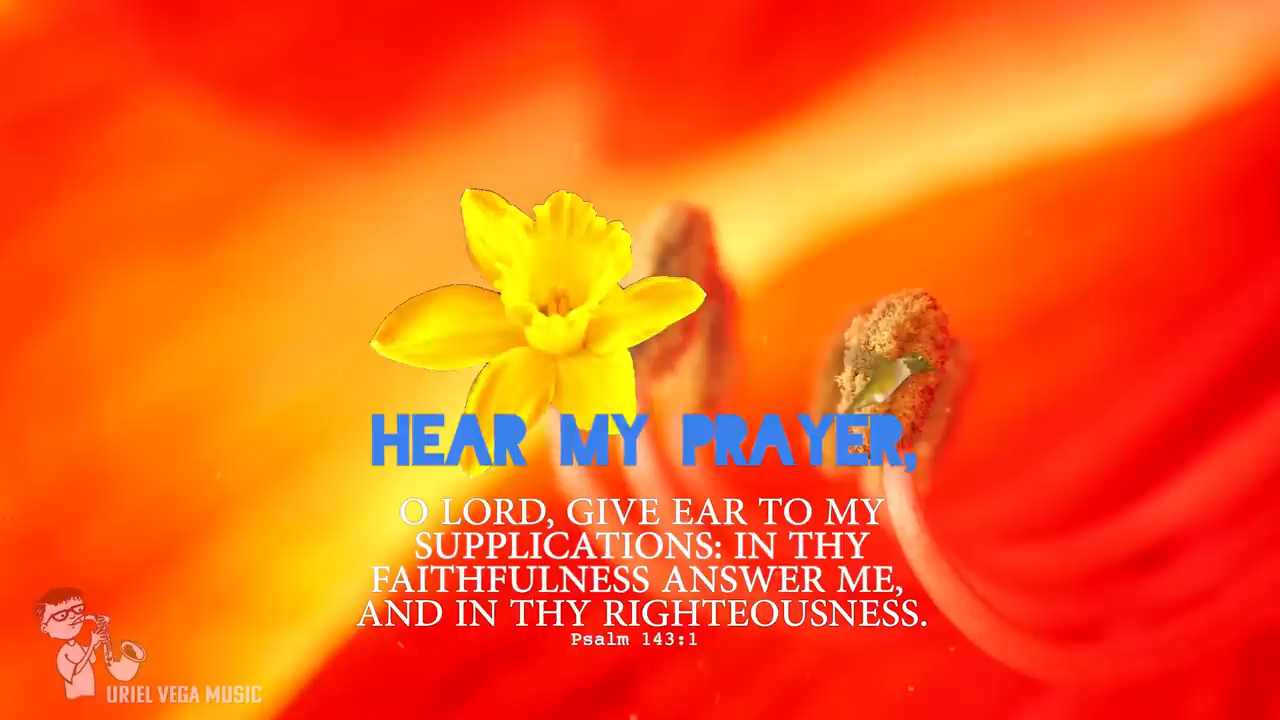 HEAR MY PRAYER,
O LORD, GIVE EAR TO MY
SUPPLICATIONS: IN THY
FAITHFULNESS ANSWER ME,
AND IN THY RIGHTEOUSNESS.
Psalm 143:1
URIEL VEGA MUSIC